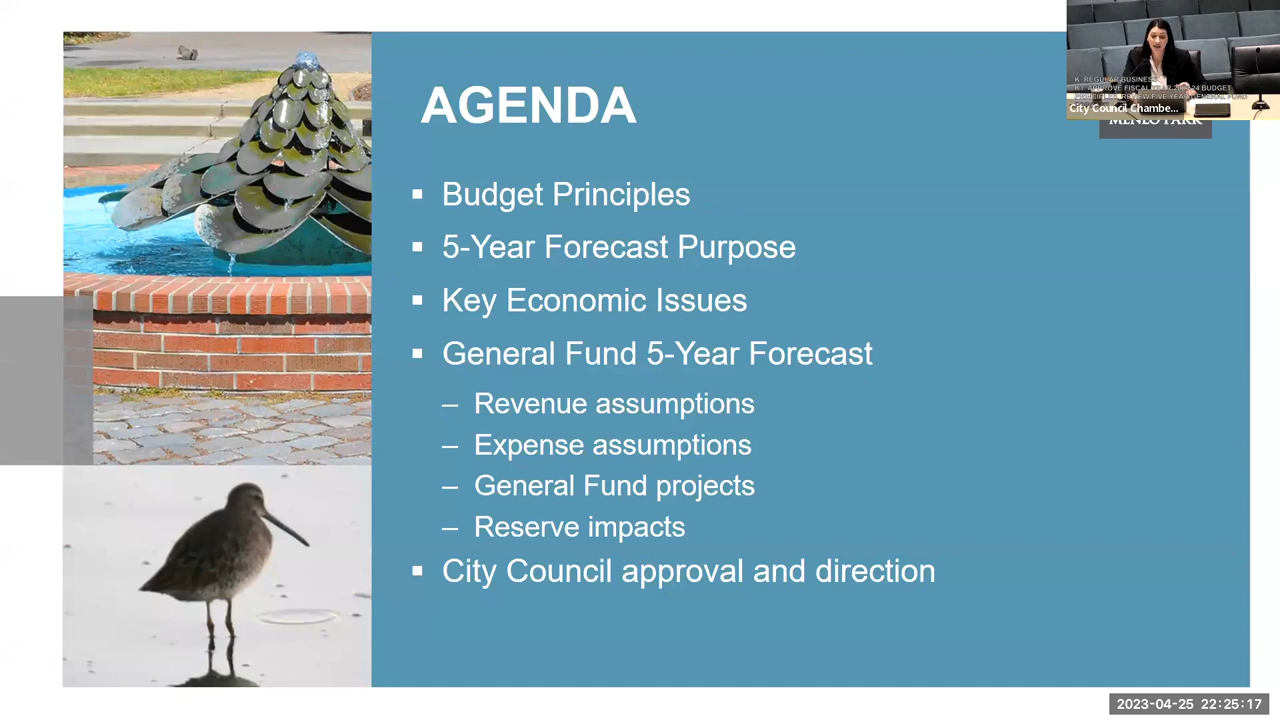 AGENDA
▪ Budget Principles
▪ 5-Year Forecast Purpose
▪ Key Economic Issues
▪ General Fund 5-Year Forecast
– Revenue assumptions
– Expense assumptions
– General Fund projects
– Reserve impacts
▪ City Council approval and direction
K. REGULAR BUSINESS
City Council Chambe...
MENLO PARK
2023-04-25 22:25:17